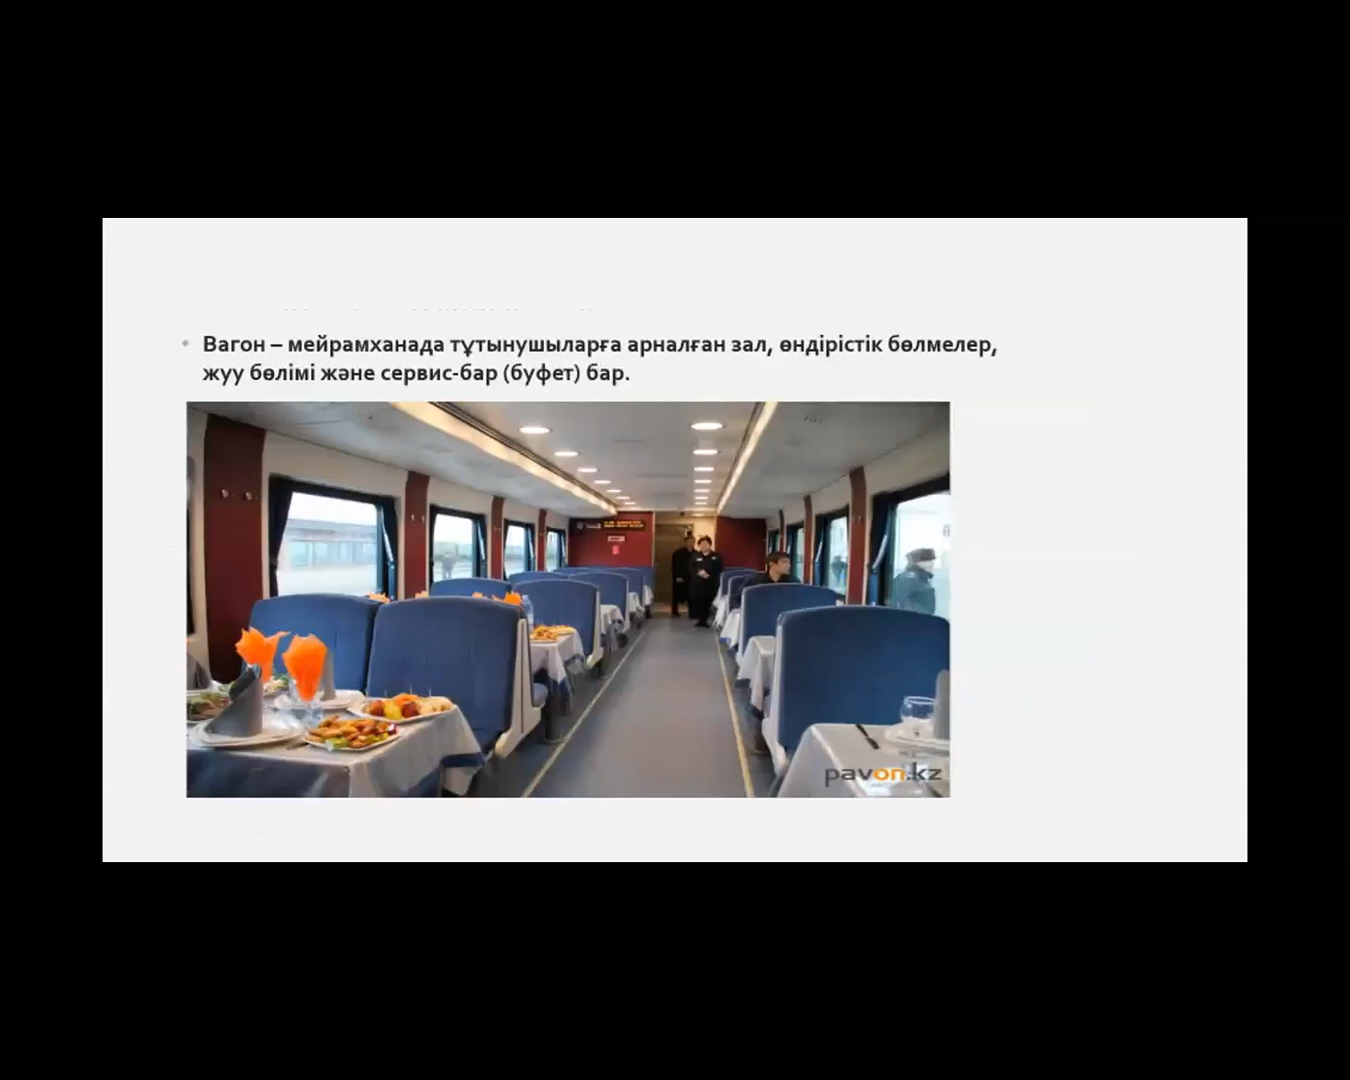 Вагон – мейрамханада тұтынушыларға арналған зал, өндірістік бөлмелер,
жуу бөлімі және сервис-бар (буфет) бар.
pavon.kz